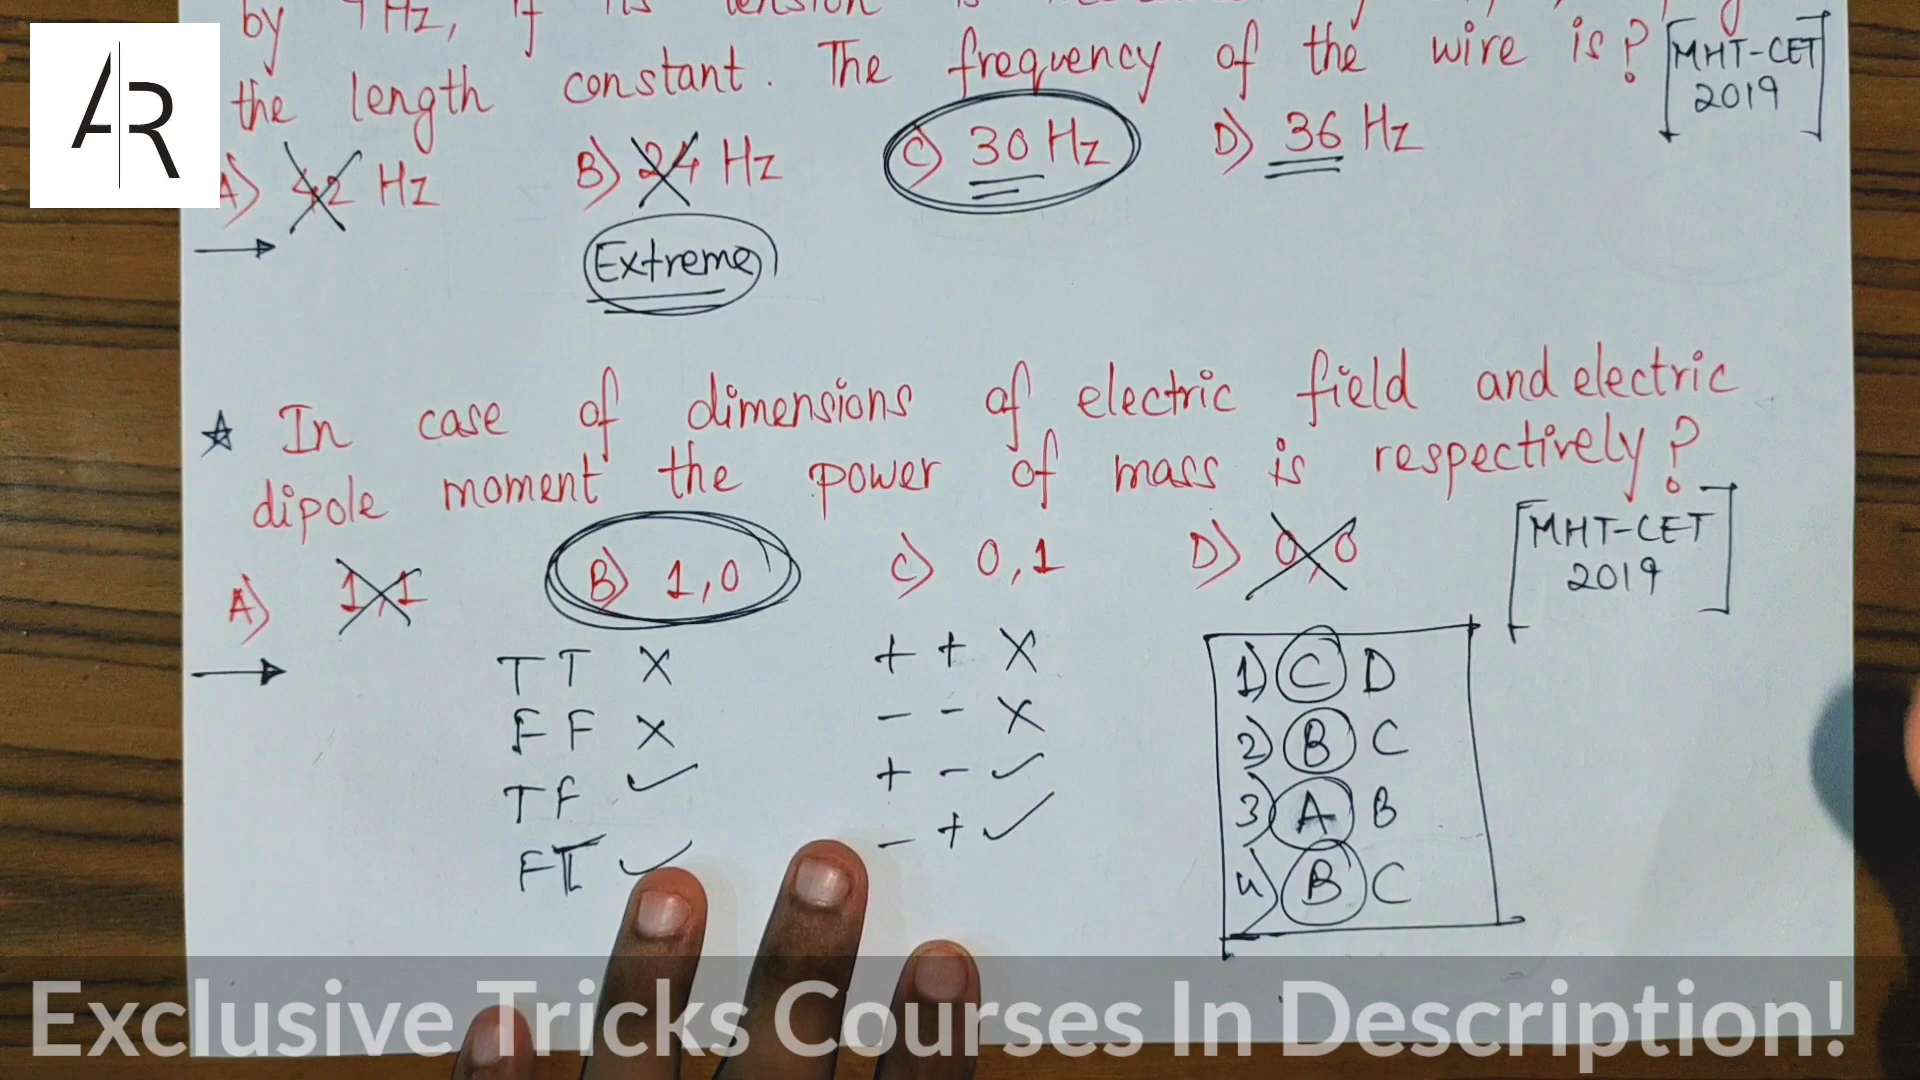 by Hz, if its tension is
the length constant. The frequency of the wire is? [MHT-CET
2019]
A) 42 Hz B) 24 Hz C) 30 Hz D) 36 Hz
Extreme
☆ In case of dimensions of electric field and electric
dipole moment the power of mass is respectively?
[MHT-CET
2019]
A) 1,1 B) 1,0 C) 0,1 D) 0,0
T T X + + X
F F X - - X
T F ✓ + - ✓
F T ✓ - + ✓
1) C D
2) B C
3) A B
4) B C
AR
Exclusive Tricks Courses In Description!